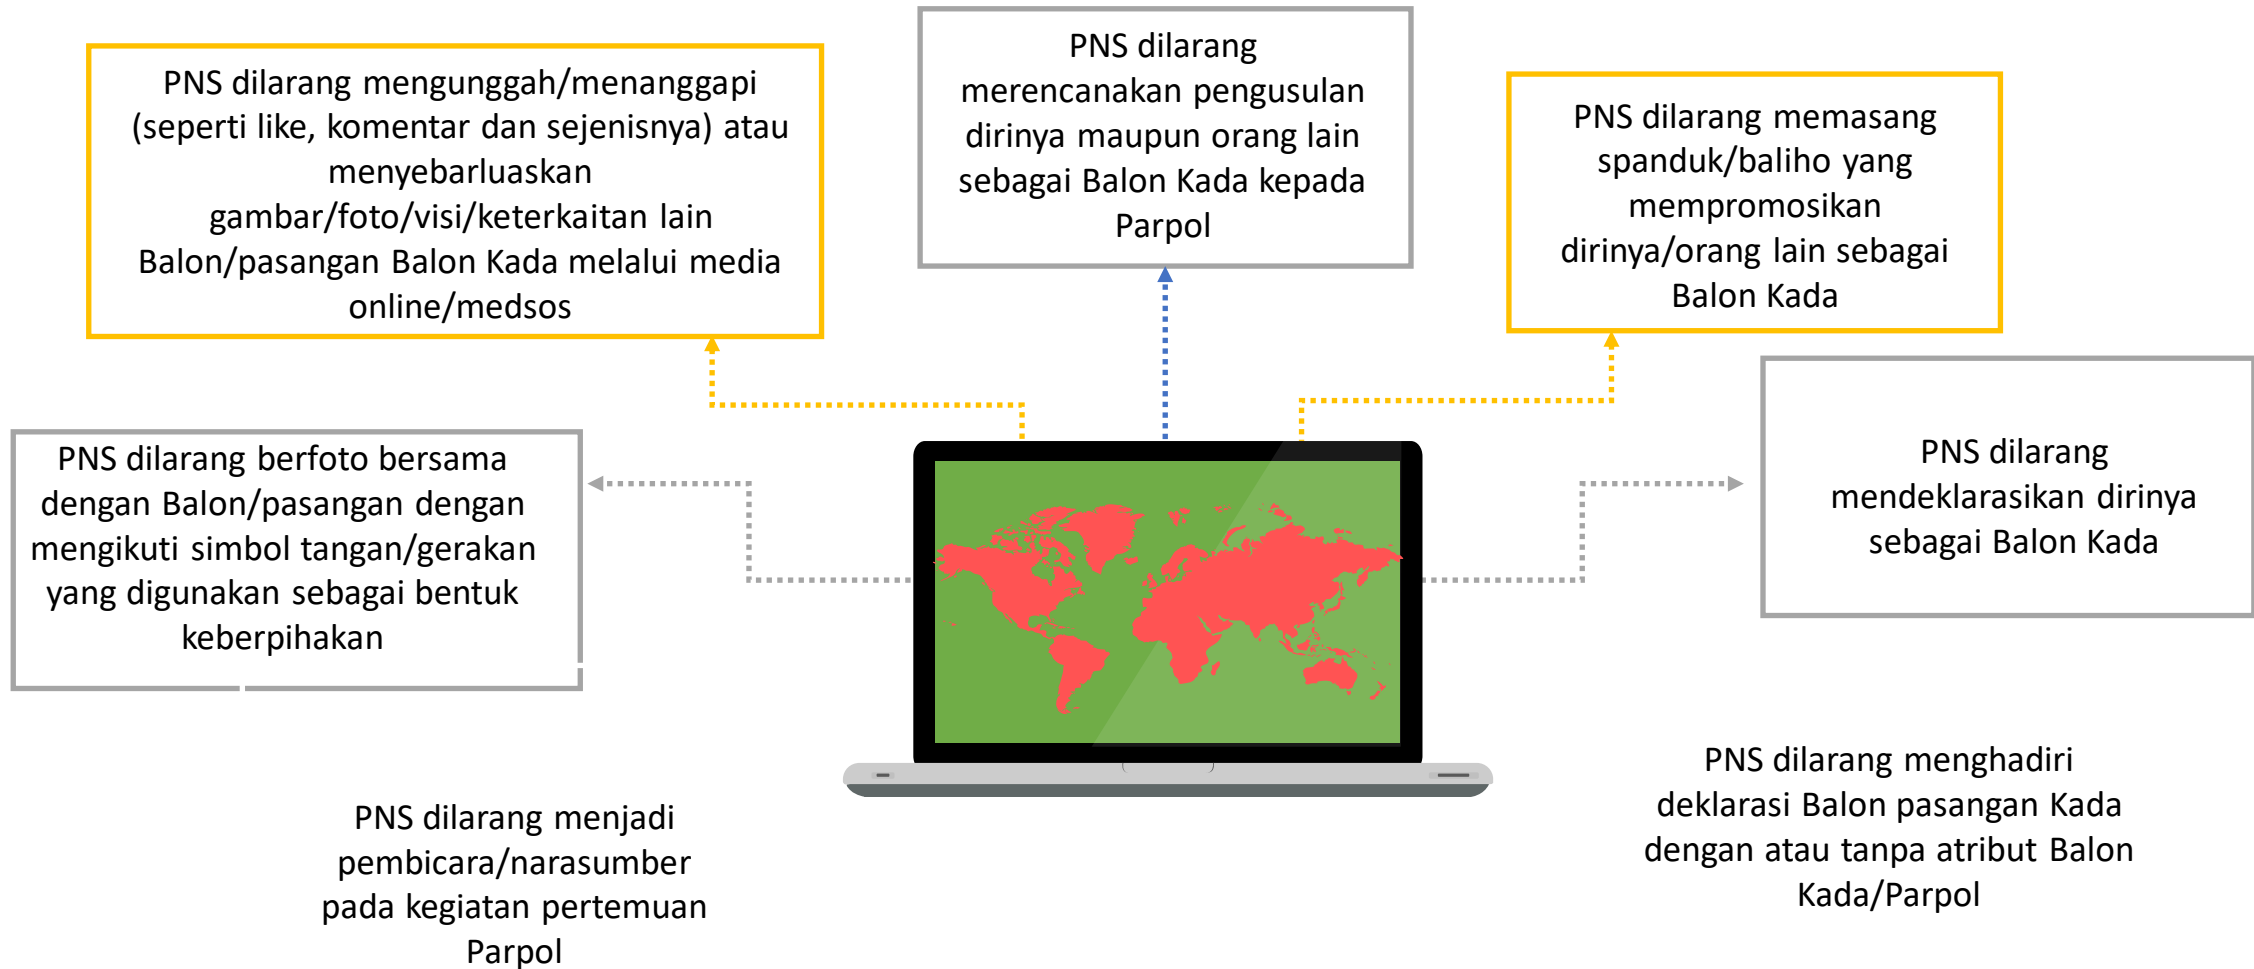 PNS dilarang mengunggah/menanggapi
(seperti like, komentar dan sejenisnya) atau
menyebarluaskan
gambar/foto/visi/keterkaitan lain
Balon/pasangan Balon Kada melalui media
online/medsos
PNS dilarang
merencanakan pengusulan
dirinya maupun orang lain
sebagai Balon Kada kepada
Parpol
PNS dilarang memasang
spanduk/baliho yang
mempromosikan
dirinya/orang lain sebagai
Balon Kada
PNS dilarang berfoto bersama
dengan Balon/pasangan dengan
mengikuti simbol tangan/gerakan
yang digunakan sebagai bentuk
keberpihakan
PNS dilarang
mendeklarasikan dirinya
sebagai Balon Kada
PNS dilarang menjadi
pembicara/narasumber
pada kegiatan pertemuan
Parpol
PNS dilarang menghadiri
deklarasi Balon pasangan Kada
dengan atau tanpa atribut Balon
Kada/Parpol